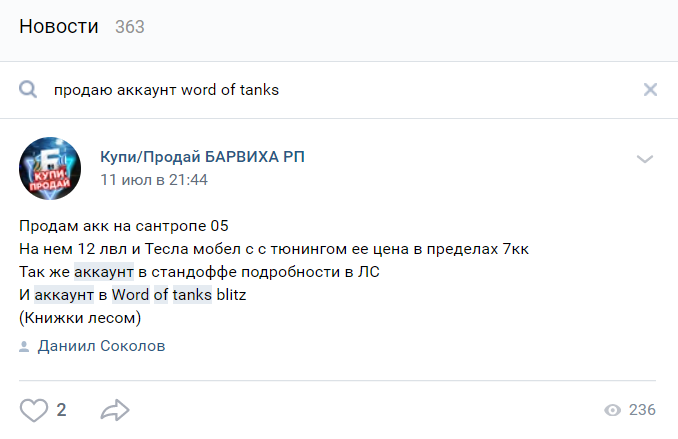 Новости 363
продаю аккаунт word of tanks
КУПИ
ПРОДАЙ
Купи/Продай БАРВИХА РП
11 июл в 21:44
Продам акк на сантропе 05
На нем 12 лвл и Тесла мобел с с тюнингом ее цена в пределах 7кк
Так же аккаунт в стандоффе подробности в ЛС
И аккаунт в Word of tanks blitz
(Книжки лесом)
Даниил Соколов
2
236